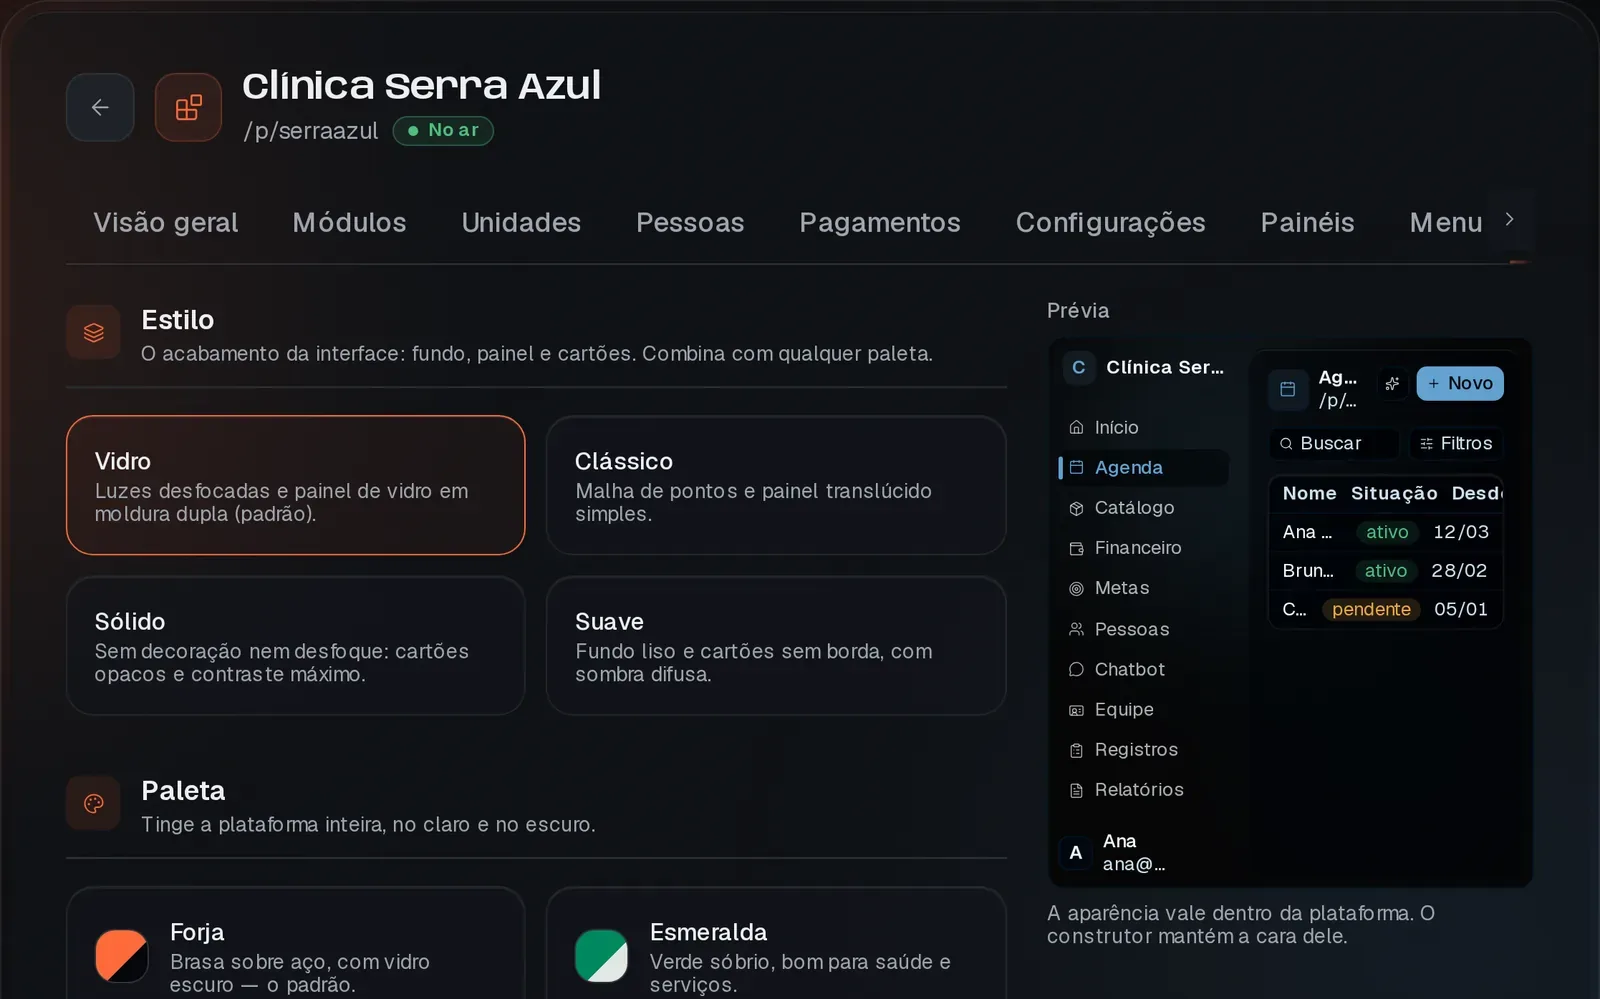 Clínica Serra Azul
/p/serraazul
No ar
Visão geral
Módulos
Unidades
Pessoas
Pagamentos
Configurações
Painéis
Menu
Estilo
O acabamento da interface: fundo, painel e cartões. Combina com qualquer paleta.
Vidro
Luzes desfocadas e painel de vidro em
moldura dupla (padrão).
Clássico
Malha de pontos e painel translúcido
simples.
Sólido
Sem decoração nem desfoque: cartões
opacos e contraste máximo.
Suave
Fundo liso e cartões sem borda, com
sombra difusa.
Paleta
Tinge a plataforma inteira, no claro e no escuro.
Forja
Brasa sobre aço, com vidro
escuro — o padrão.
Esmeralda
Verde sóbrio, bom para saúde e
serviços.
Prévia
C
Clínica Ser...
Início
Agenda
Catálogo
Financeiro
Metas
Pessoas
Chatbot
Equipe
Registros
Relatórios
A
Ana
ana@...
Ag...
/p/...
+ Novo
Buscar
Filtros
Nome Situação Desd
Ana ... ativo 12/03
Brun... ativo 28/02
C... pendente 05/01
A aparência vale dentro da plataforma. O
construtor mantém a cara dele.